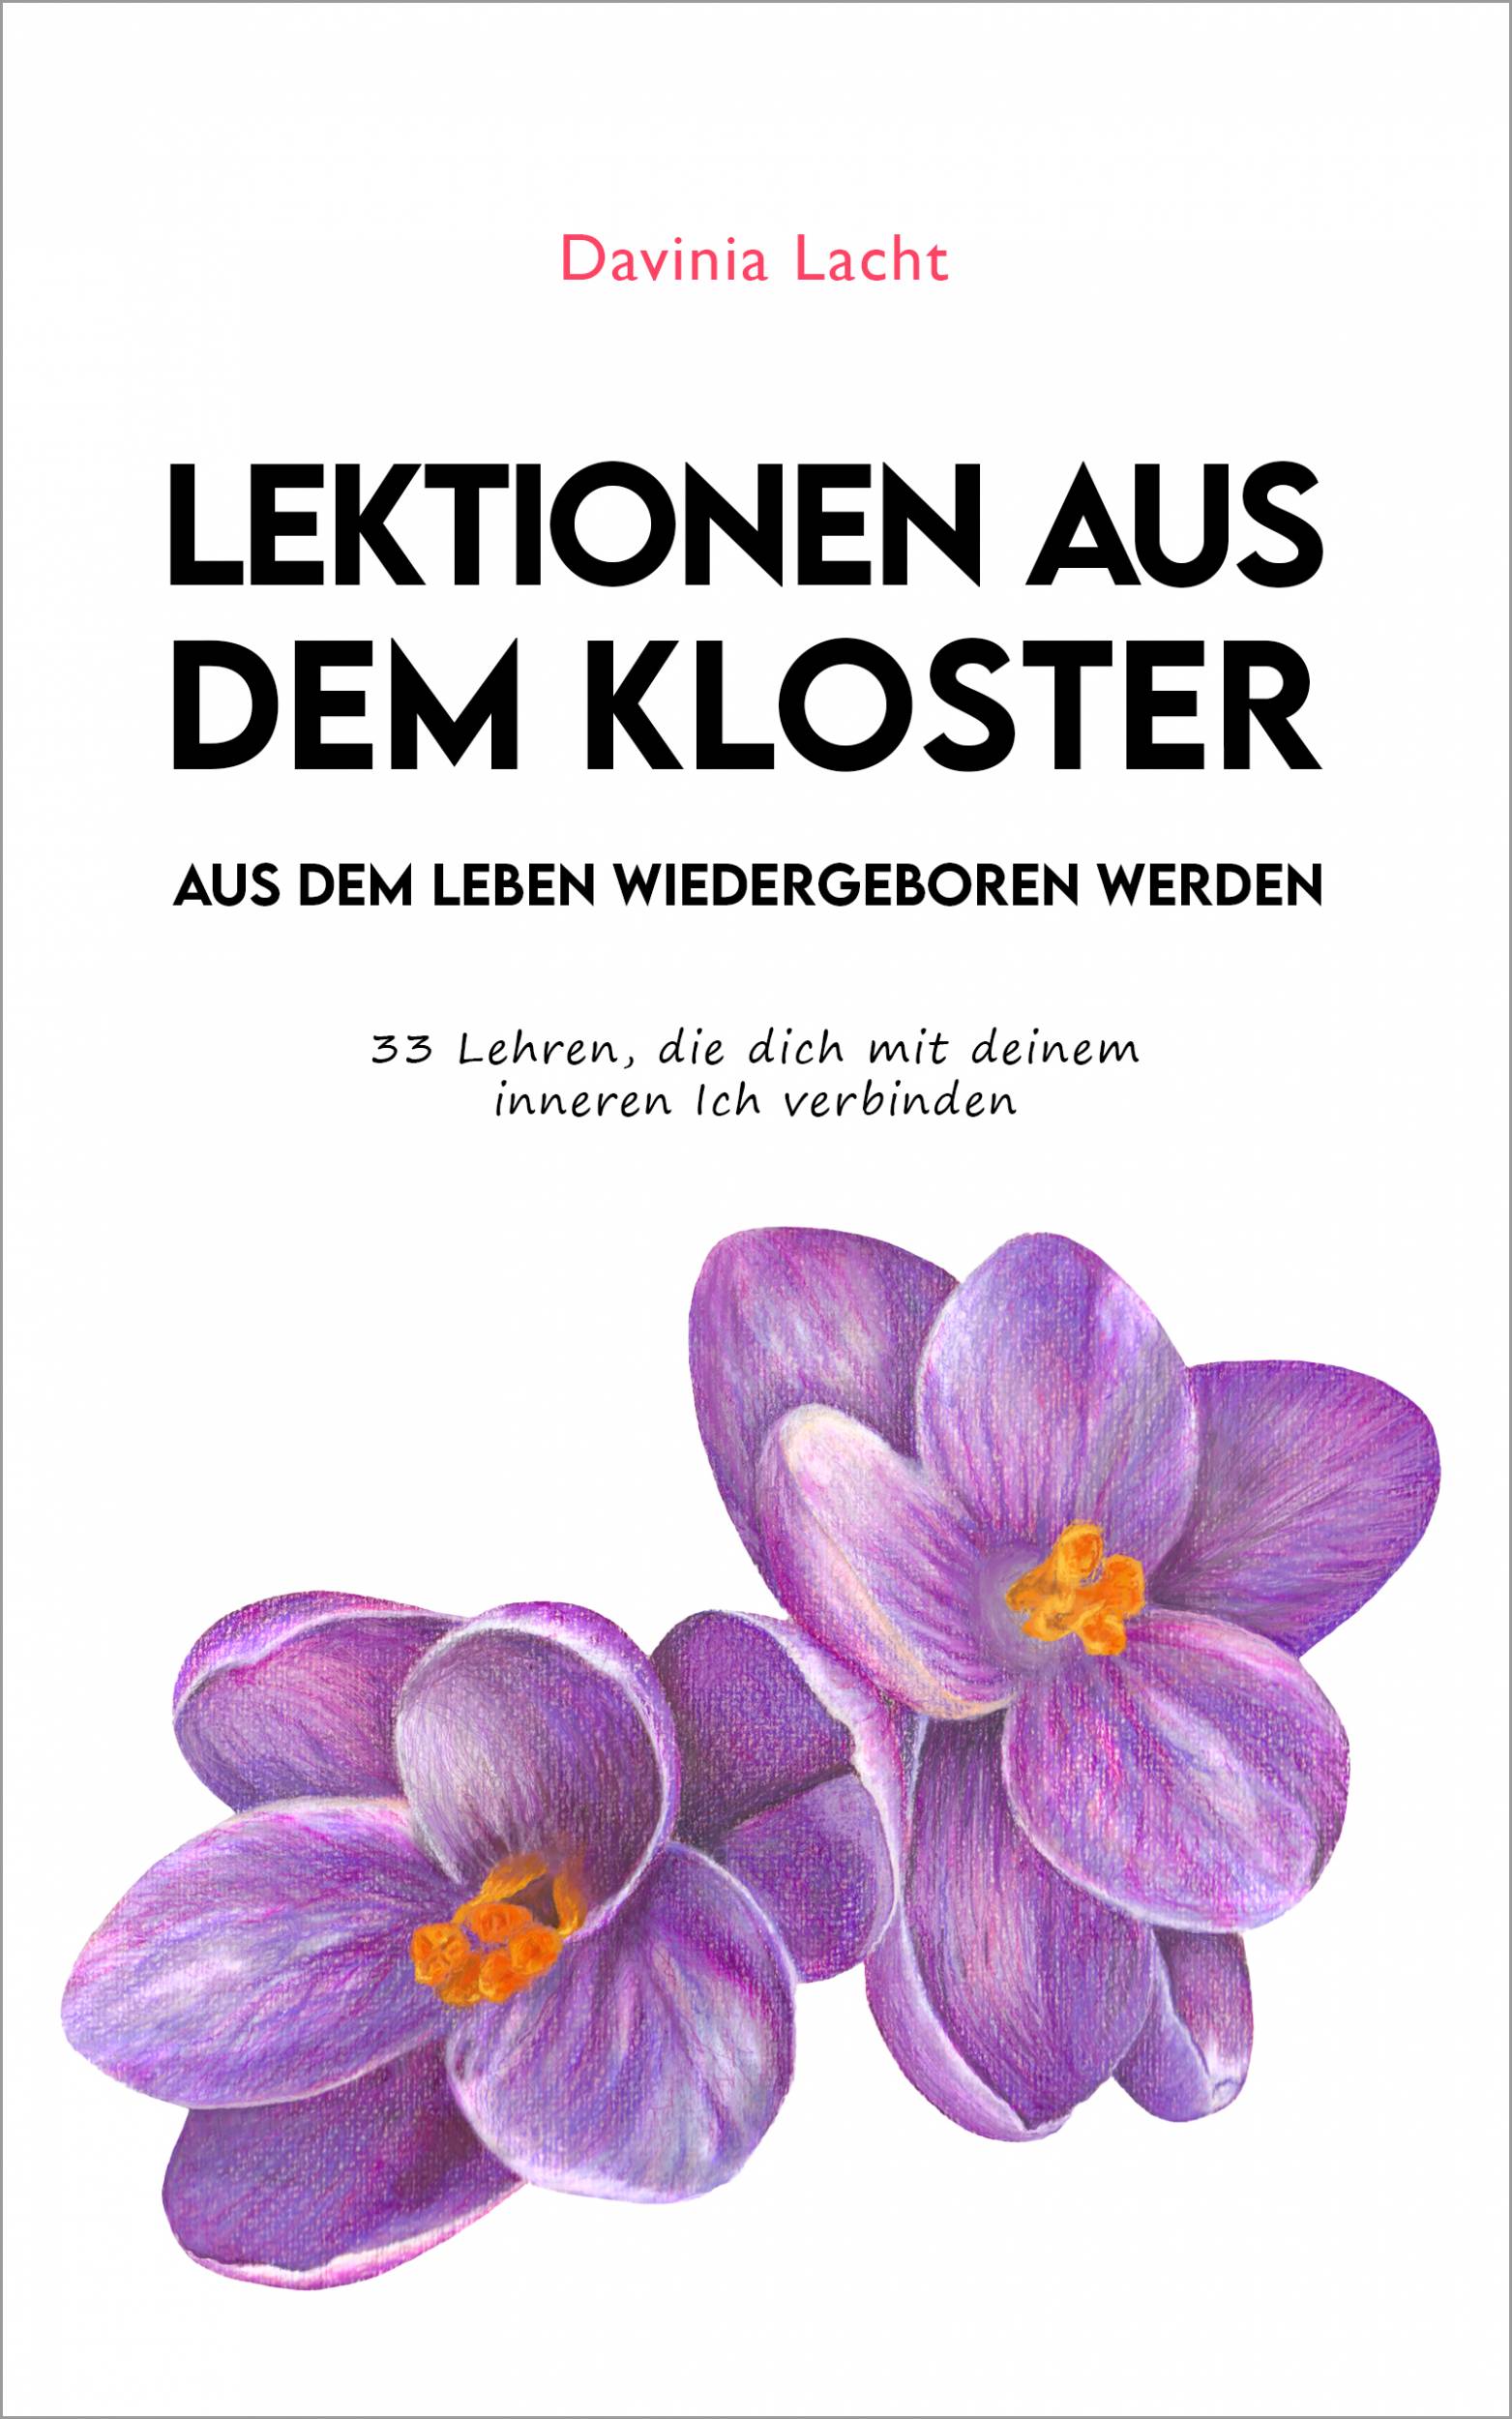 Davinia Lacht
LEKTIONEN AUS
DEM KLOSTER
AUS DEM LEBEN WIEDERGEBOREN WERDEN
33 Lehren, die dich mit deinem
inneren Ich verbinden